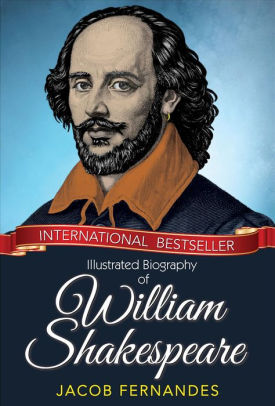 INTERNATIONAL BESTSELLER
Illustrated Biography
of
William
Shakespeare
JACOB FERNANDES